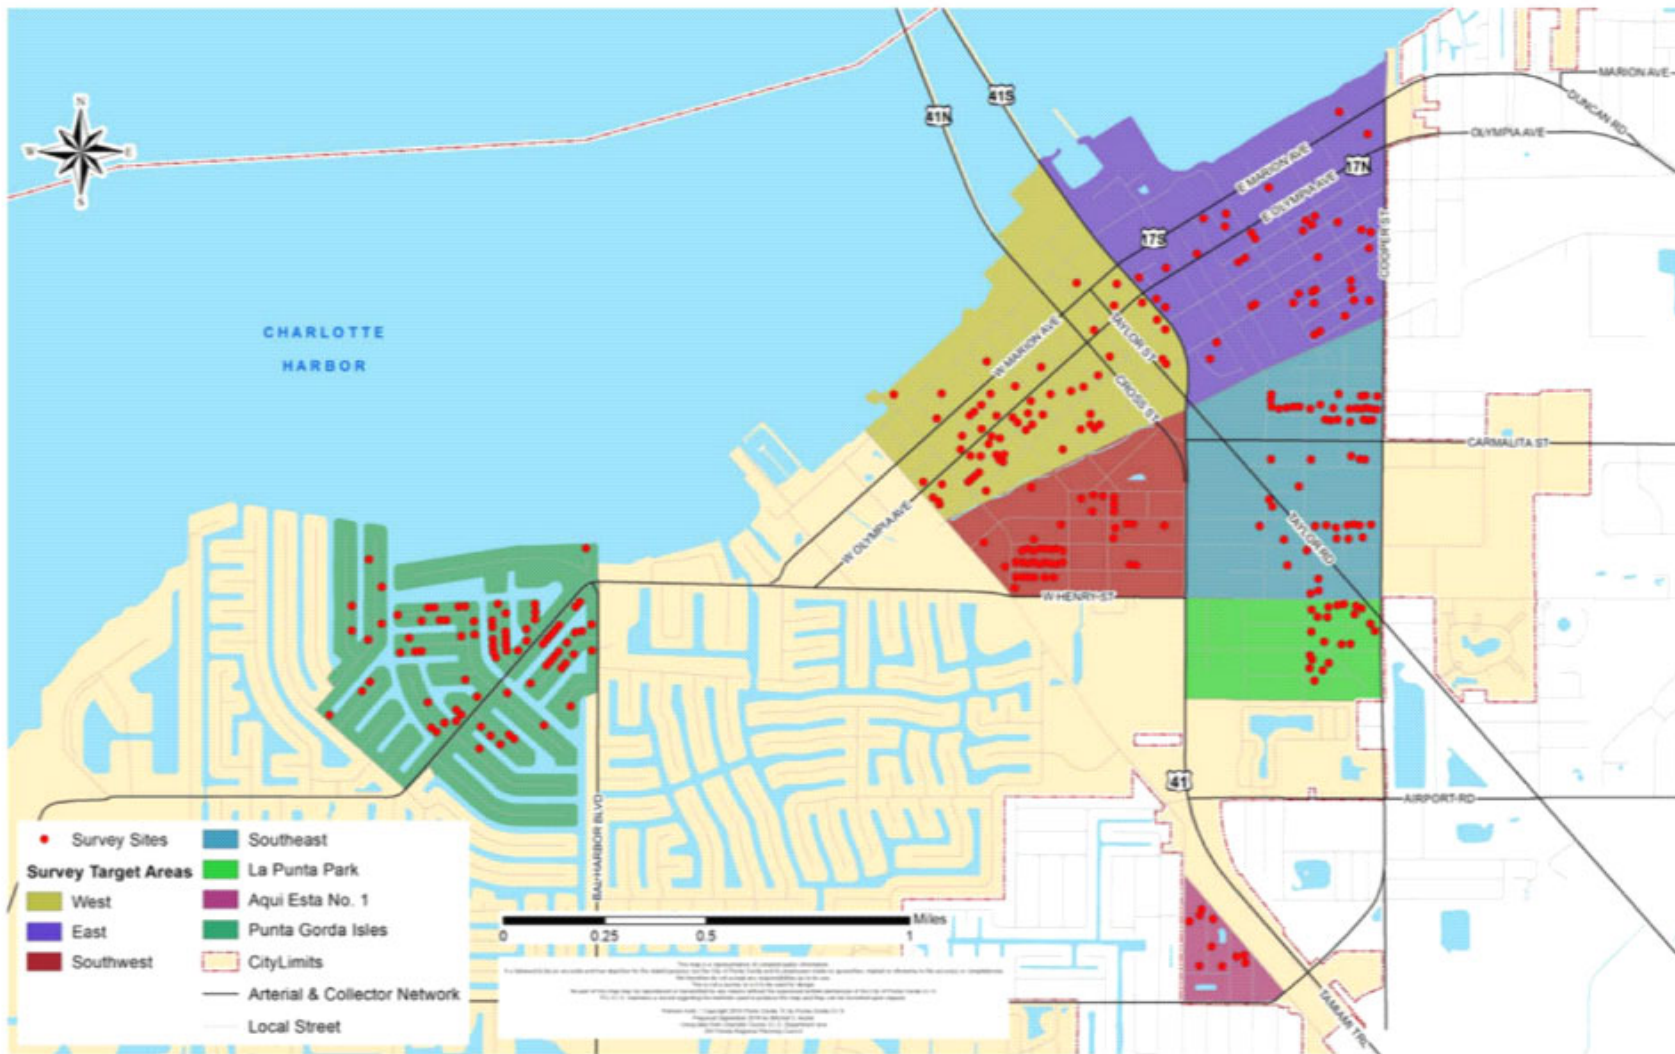 N
W
E
S
41N
41S
MARION AVE
DUNCAN RD
OLYMPIA AVE
E MARION AVE
17N
E OLYMPIA AVE
17S
COOPER ST
CHARLOTTE
HARBOR
W MARION AVE
TAYLOR ST
CROSS ST
CARMALITA ST
W OLYMPIA AVE
TAYLOR RD
W HENRY ST
41
AIRPORT RD
BAL HARBOR BLVD
TAMIAMI TRL
Survey Sites
Survey Target Areas
West
East
Southwest
Southeast
La Punta Park
Aqui Esta No. 1
Punta Gorda Isles
CityLimits
Arterial & Collector Network
Local Street
Miles
0 0.25 0.5 1